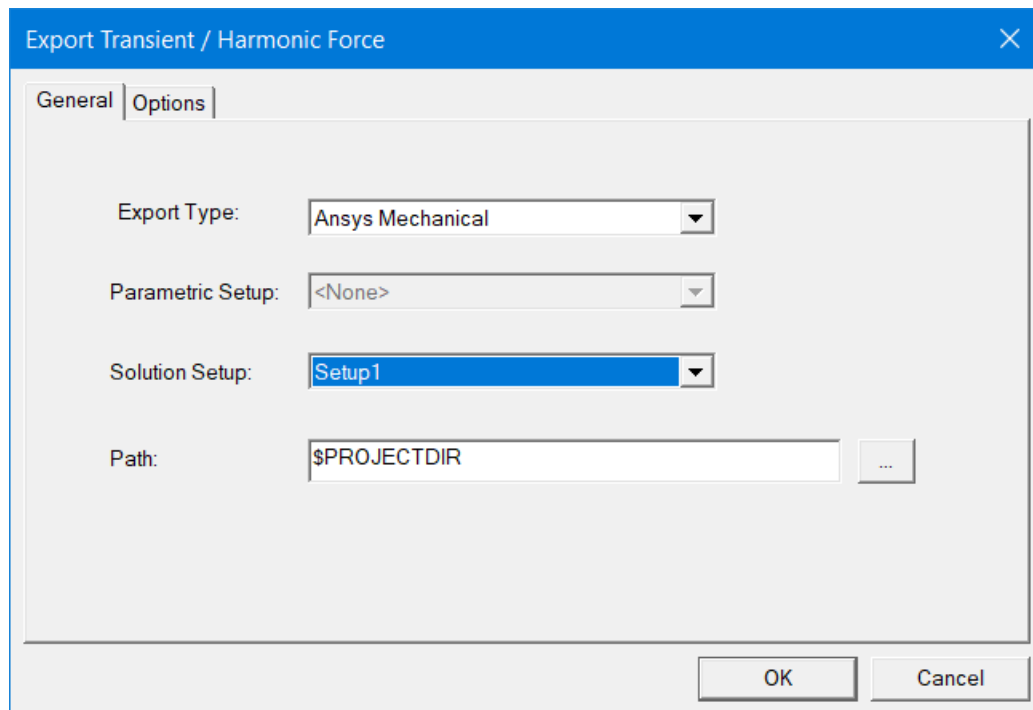 Export Transient / Harmonic Force
General Options
Export Type: Ansys Mechanical
Parametric Setup: <None>
Solution Setup: Setup1
Path: $PROJECTDIR ...
OK Cancel